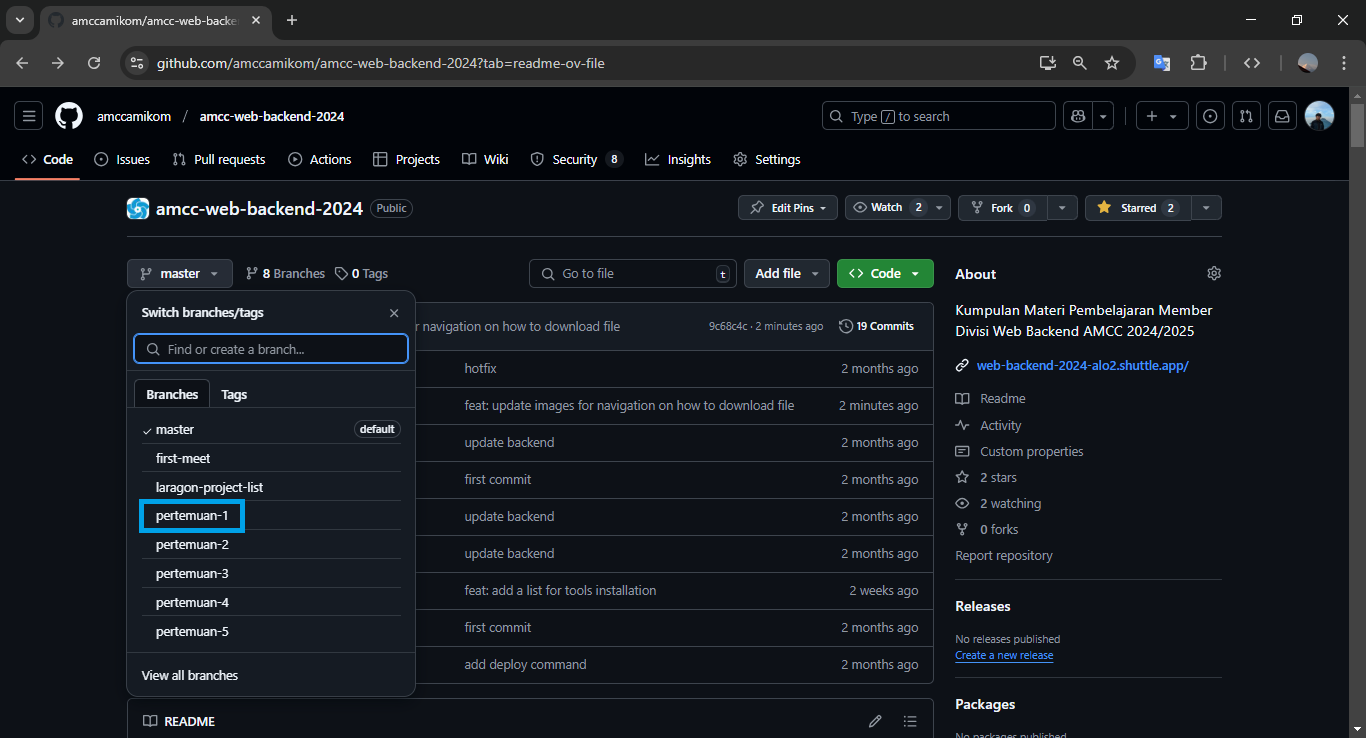 amccamikom/amcc-web-backe
github.com/amccamikom/amcc-web-backend-2024?tab=readme-ov-file
amccamikom / amcc-web-backend-2024
Type / to search
Code Issues Pull requests Actions Projects Wiki Security 8 Insights Settings
amcc-web-backend-2024 Public
Edit Pins Watch 2 Fork 0 Starred 2
master 8 Branches 0 Tags Go to file t Add file Code
Switch branches/tags
Find or create a branch...
Branches Tags
master default
first-meet
laragon-project-list
pertemuan-1
pertemuan-2
pertemuan-3
pertemuan-4
pertemuan-5
View all branches
r navigation on how to download file 9c68c4c · 2 minutes ago 19 Commits
hotfix 2 months ago
feat: update images for navigation on how to download file 2 minutes ago
update backend 2 months ago
first commit 2 months ago
update backend 2 months ago
update backend 2 months ago
feat: add a list for tools installation 2 weeks ago
first commit 2 months ago
add deploy command 2 months ago
README
About
Kumpulan Materi Pembelajaran Member
Divisi Web Backend AMCC 2024/2025
web-backend-2024-alo2.shuttle.app/
Readme
Activity
Custom properties
2 stars
2 watching
0 forks
Report repository
Releases
No releases published
Create a new release
Packages
No packages published